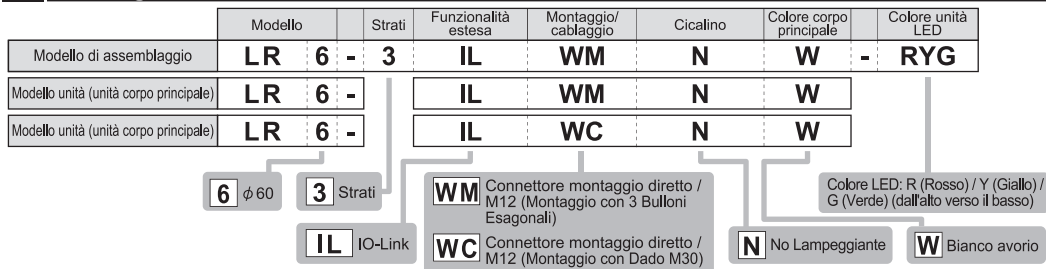 Modello
Strati
Funzionalità
estesa
Montaggio/
cablaggio
Cicalino
Colore corpo
principale
Colore unità
LED
Modello di assemblaggio LR 6 - 3 IL WM N W - RYG
Modello unità (unità corpo principale) LR 6 - IL WM N W
Modello unità (unità corpo principale) LR 6 - IL WC N W
6 ϕ60
3 Strati
IL IO-Link
WM Connettore montaggio diretto /
M12 (Montaggio con 3 Bulloni
Esagonali)
WC Connettore montaggio diretto /
M12 (Montaggio con Dado M30)
N No Lampeggiante
Colore LED: R (Rosso) / Y (Giallo) /
G (Verde) (dall'alto verso il basso)
W Bianco avorio